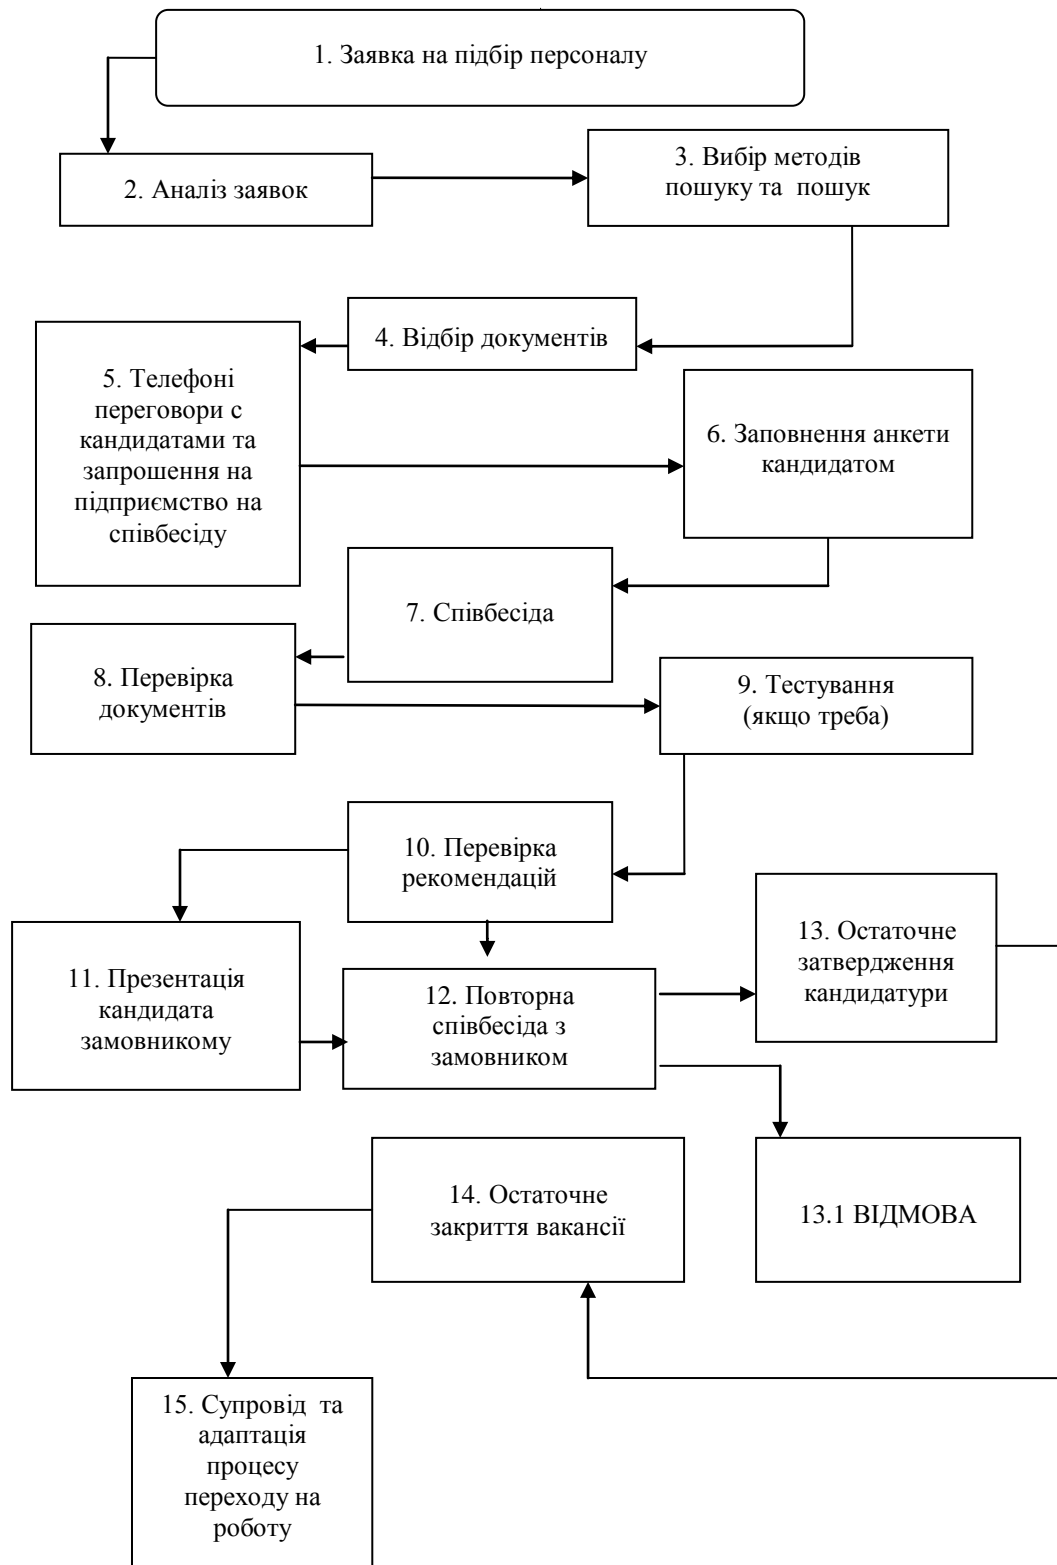 1. Заявка на підбір персоналу
2. Аналіз заявок
3. Вибір методів
пошуку та пошук
4. Відбір документів
5. Телефоні
переговори с
кандидатами та
запрошення на
підприємство на
співбесіду
6. Заповнення анкети
кандидатом
7. Співбесіда
8. Перевірка
документів
9. Тестування
(якщо треба)
10. Перевірка
рекомендацій
11. Презентація
кандидата
замовникому
12. Повторна
співбесіда з
замовником
13. Остаточне
затвердження
кандидатури
13.1 ВІДМОВА
14. Остаточне
закриття вакансії
15. Супровід та
адаптація
процесу
переходу на
роботу